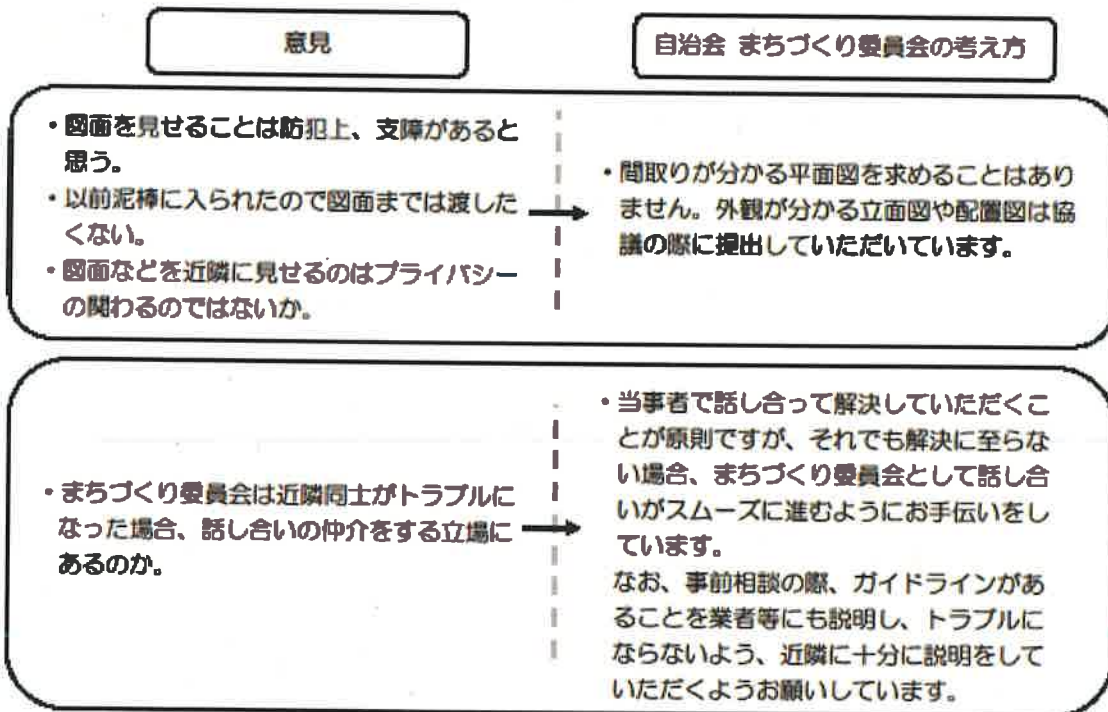 意見
自治会 まちづくり委員会の考え方
・図面を見せることは防犯上、支障があると
思う。
・以前泥棒に入られたので図面までは渡した
くない。
・図面などを近隣に見せるのはプライバシー
の関わるのではないか。
・間取りが分かる平面図を求めることはあり
ません。外観が分かる立面図や配置図は協
議の際に提出していただいています。
・まちづくり委員会は近隣同士がトラブルに
なった場合、話し合いの仲介をする立場に
あるのか。
・当事者で話し合って解決していただくこ
とが原則ですが、それでも解決に至らな
い場合、まちづくり委員会として話し合
いがスムーズに進むようにお手伝いをし
ています。
なお、事前相談の際、ガイドラインがあ
ることを業者等にも説明し、トラブルに
ならないよう、近隣に十分に説明をして
いただくようお願いしています。